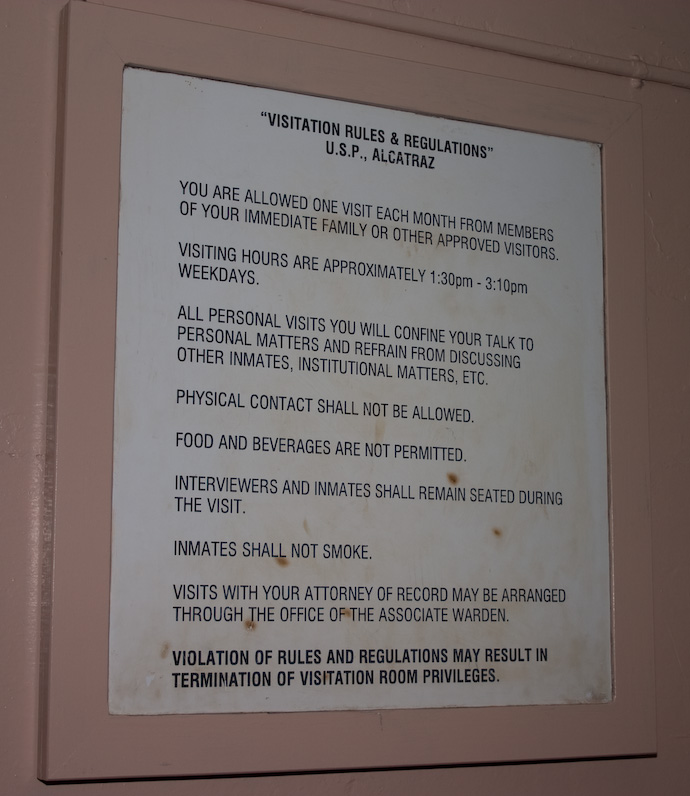 "VISITATION RULES & REGULATIONS"
U.S.P., ALCATRAZ
YOU ARE ALLOWED ONE VISIT EACH MONTH FROM MEMBERS
OF YOUR IMMEDIATE FAMILY OR OTHER APPROVED VISITORS.
VISITING HOURS ARE APPROXIMATELY 1:30pm - 3:10pm
WEEKDAYS.
ALL PERSONAL VISITS YOU WILL CONFINE YOUR TALK TO
PERSONAL MATTERS AND REFRAIN FROM DISCUSSING
OTHER INMATES, INSTITUTIONAL MATTERS, ETC.
PHYSICAL CONTACT SHALL NOT BE ALLOWED.
FOOD AND BEVERAGES ARE NOT PERMITTED.
INTERVIEWERS AND INMATES SHALL REMAIN SEATED DURING
THE VISIT.
INMATES SHALL NOT SMOKE.
VISITS WITH YOUR ATTORNEY OF RECORD MAY BE ARRANGED
THROUGH THE OFFICE OF THE ASSOCIATE WARDEN.
VIOLATION OF RULES AND REGULATIONS MAY RESULT IN
TERMINATION OF VISITATION ROOM PRIVILEGES.